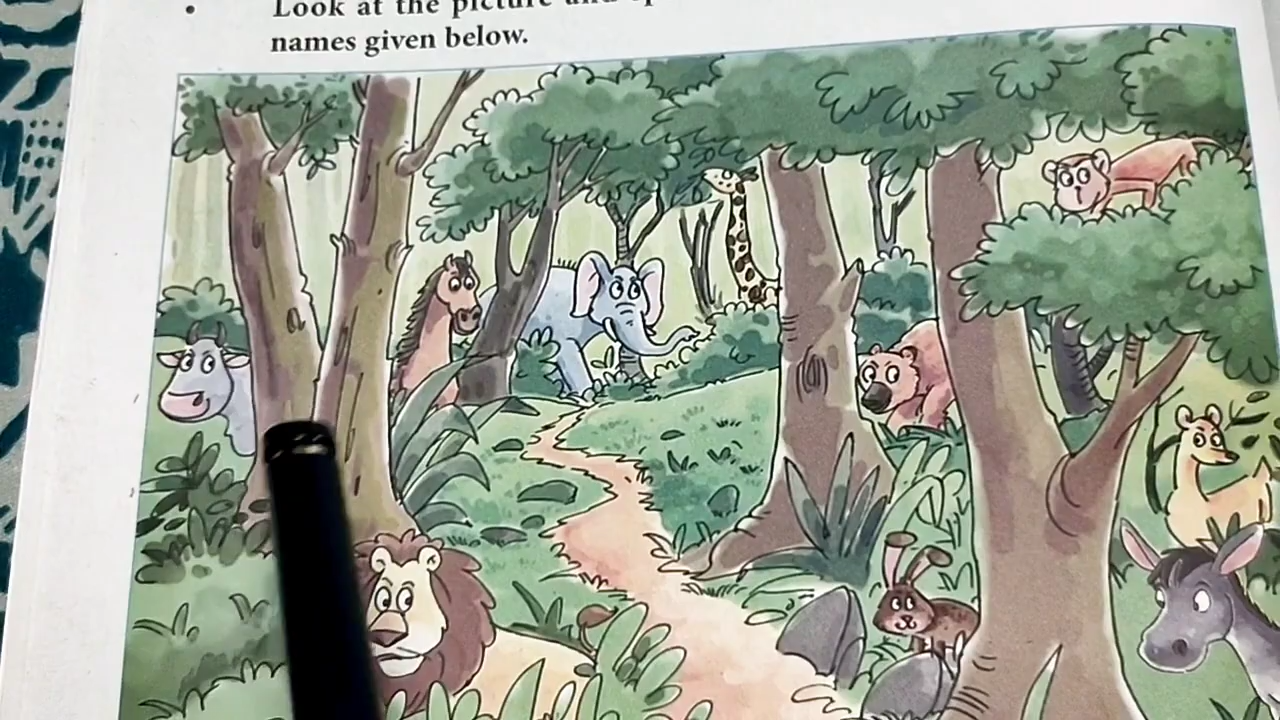 • Look at the picture and
names given below.